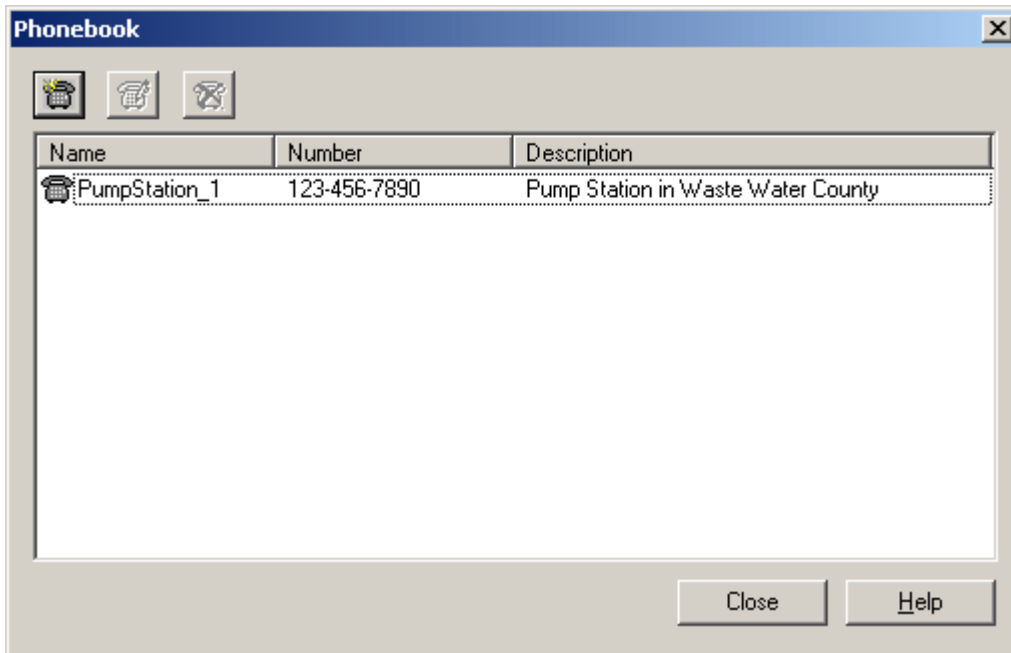 Phonebook
Name Number Description
PumpStation_1 123-456-7890 Pump Station in Waste Water County
Close Help